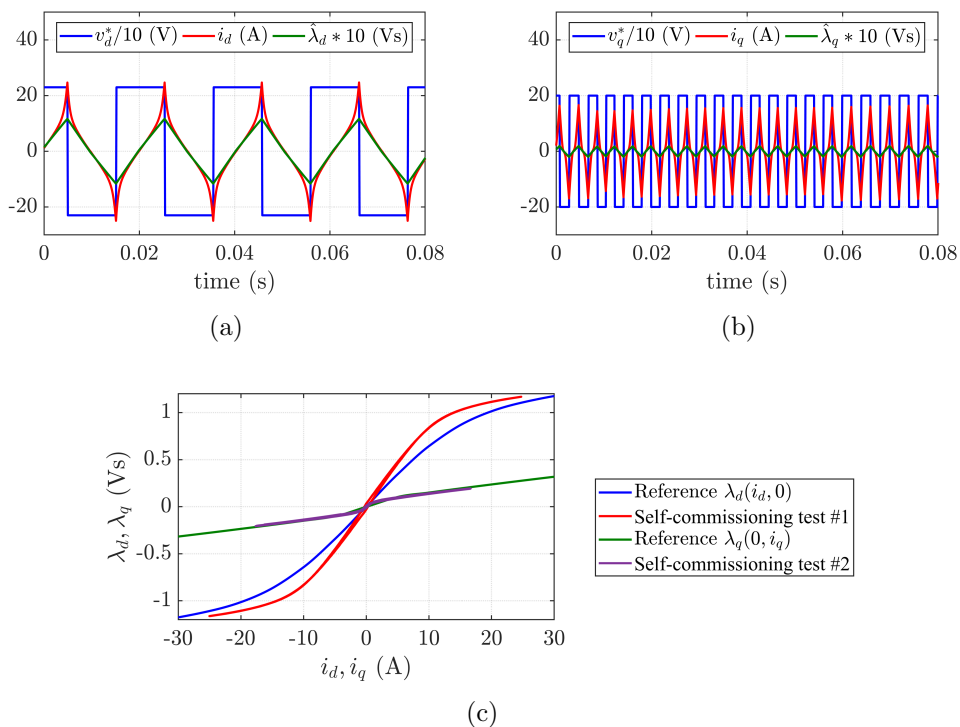 v_d^*/10 (V) i_d (A) λ̂_d * 10 (Vs)
40
20
0
-20
0 0.02 0.04 0.06 0.08
time (s)
(a)
v_q^*/10 (V) i_q (A) λ̂_q * 10 (Vs)
40
20
0
-20
0 0.02 0.04 0.06 0.08
time (s)
(b)
λ_d, λ_q (Vs)
1
0.5
0
-0.5
-1
-30 -20 -10 0 10 20 30
i_d, i_q (A)
Reference λ_d(i_d, 0)
Self-commissioning test #1
Reference λ_q(0, i_q)
Self-commissioning test #2
(c)